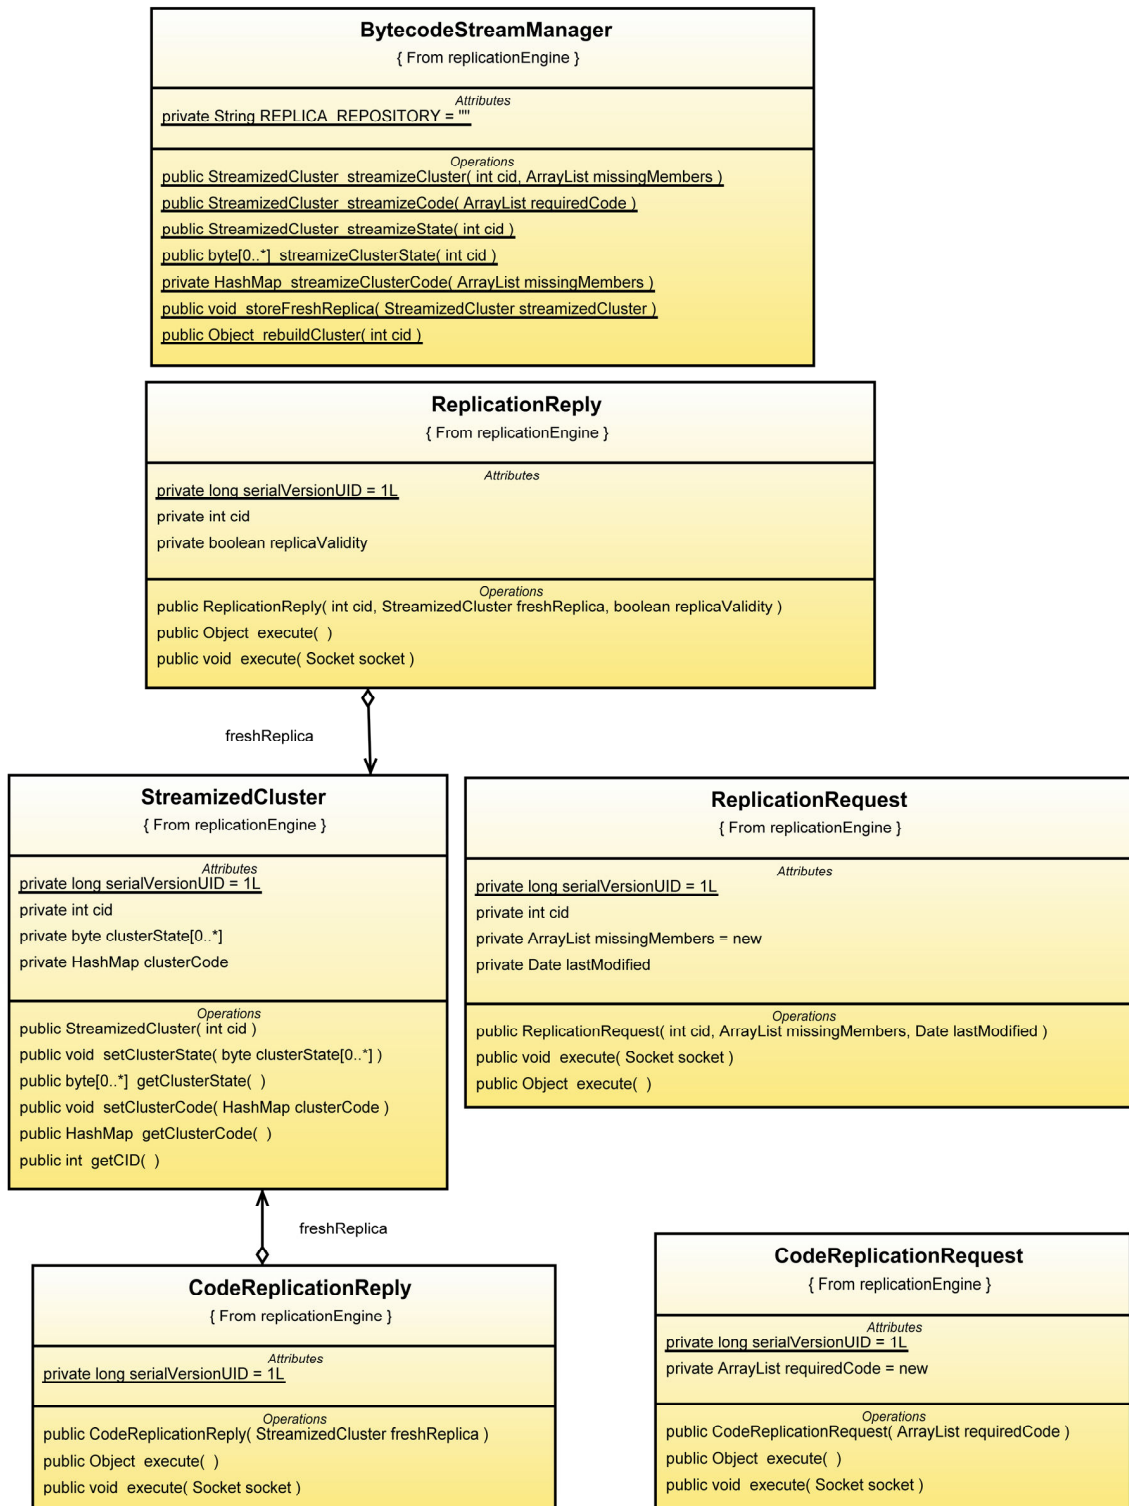 BytecodeStreamManager
{ From replicationEngine }
Attributes
private String REPLICA_REPOSITORY = ""
Operations
public StreamizedCluster streamizeCluster( int cid, ArrayList missingMembers )
public StreamizedCluster streamizeCode( ArrayList requiredCode )
public StreamizedCluster streamizeState( int cid )
public byte[0..*] streamizeClusterState( int cid )
private HashMap streamizeClusterCode( ArrayList missingMembers )
public void storeFreshReplica( StreamizedCluster streamizedCluster )
public Object rebuildCluster( int cid )
ReplicationReply
{ From replicationEngine }
Attributes
private long serialVersionUID = 1L
private int cid
private boolean replicaValidity
Operations
public ReplicationReply( int cid, StreamizedCluster freshReplica, boolean replicaValidity )
public Object execute( )
public void execute( Socket socket )
freshReplica
StreamizedCluster
{ From replicationEngine }
Attributes
private long serialVersionUID = 1L
private int cid
private byte clusterState[0..*]
private HashMap clusterCode
Operations
public StreamizedCluster( int cid )
public void setClusterState( byte clusterState[0..*] )
public byte[0..*] getClusterState( )
public void setClusterCode( HashMap clusterCode )
public HashMap getClusterCode( )
public int getCID( )
ReplicationRequest
{ From replicationEngine }
Attributes
private long serialVersionUID = 1L
private int cid
private ArrayList missingMembers = new
private Date lastModified
Operations
public ReplicationRequest( int cid, ArrayList missingMembers, Date lastModified )
public void execute( Socket socket )
public Object execute( )
freshReplica
CodeReplicationReply
{ From replicationEngine }
Attributes
private long serialVersionUID = 1L
Operations
public CodeReplicationReply( StreamizedCluster freshReplica )
public Object execute( )
public void execute( Socket socket )
CodeReplicationRequest
{ From replicationEngine }
Attributes
private long serialVersionUID = 1L
private ArrayList requiredCode = new
Operations
public CodeReplicationRequest( ArrayList requiredCode )
public Object execute( )
public void execute( Socket socket )